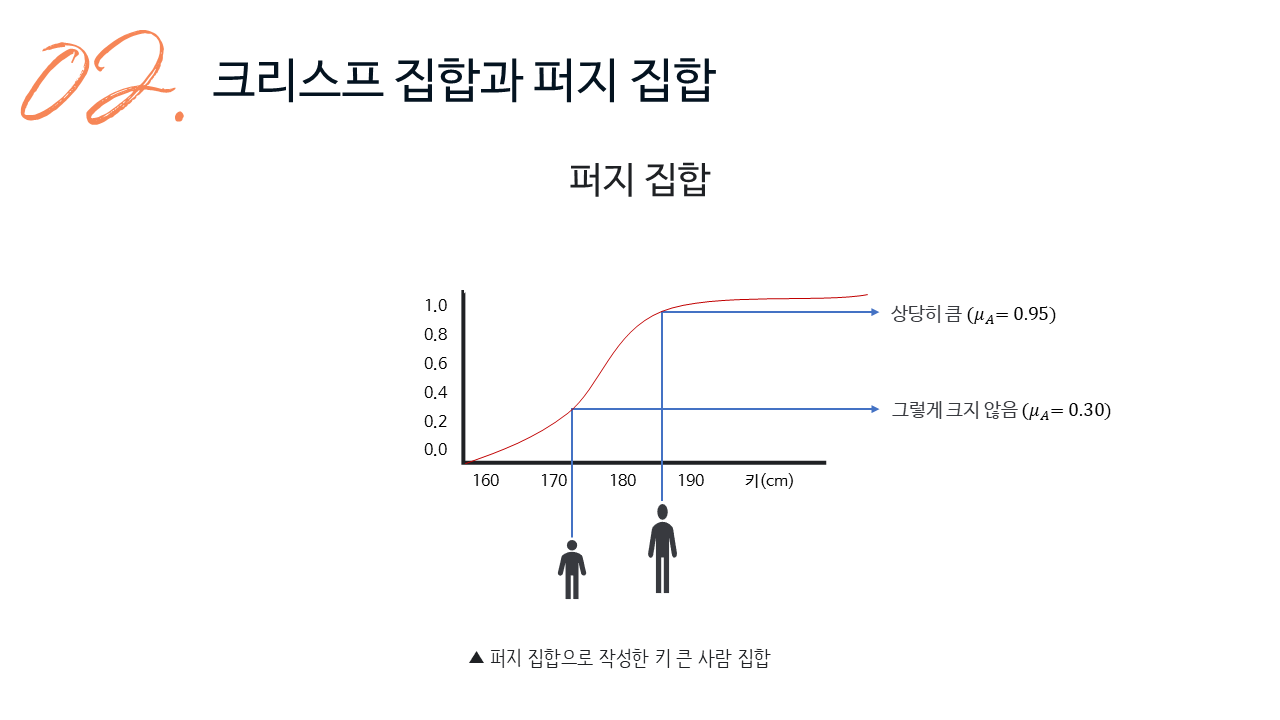 02.
크리스프 집합과 퍼지 집합
퍼지 집합
1.0
0.8
0.6
0.4
0.2
0.0
160 170 180 190 키(cm)
상당히 큼 (μ_A= 0.95)
그렇게 크지 않음 (μ_A= 0.30)
▲ 퍼지 집합으로 작성한 키 큰 사람 집합